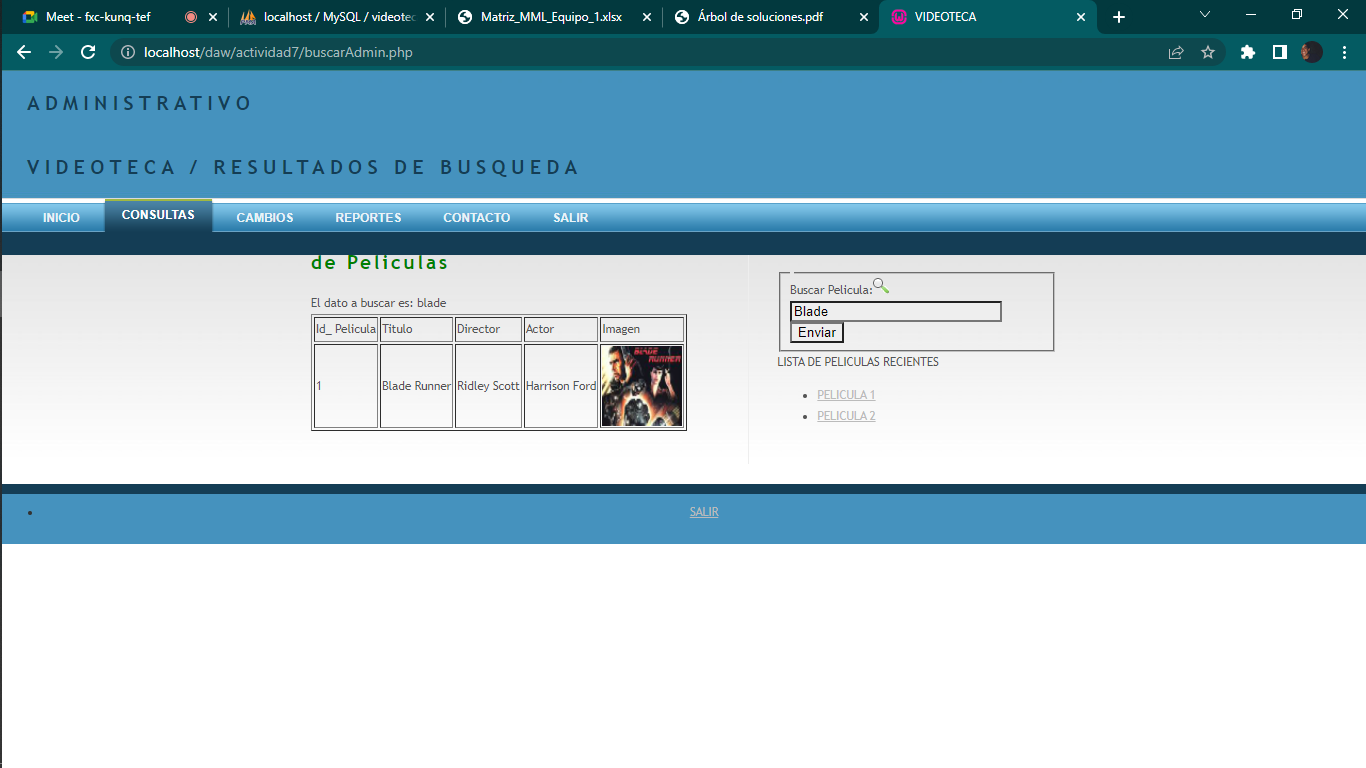 Meet - fxc-kunq-tef
localhost / MySQL / videotec
Matriz_MML_Equipo_1.xlsx
Árbol de soluciones.pdf
VIDEOTECA
localhost/daw/actividad7/buscarAdmin.php
ADMINISTRATIVO
VIDEOTECA / RESULTADOS DE BUSQUEDA
INICIO CONSULTAS CAMBIOS REPORTES CONTACTO SALIR
de Peliculas
El dato a buscar es: blade
Id_ Pelicula Titulo Director Actor Imagen
1 Blade Runner Ridley Scott Harrison Ford
BLADE
RUNNER
Buscar Pelicula:
Blade
Enviar
LISTA DE PELICULAS RECIENTES
PELICULA 1
PELICULA 2
SALIR